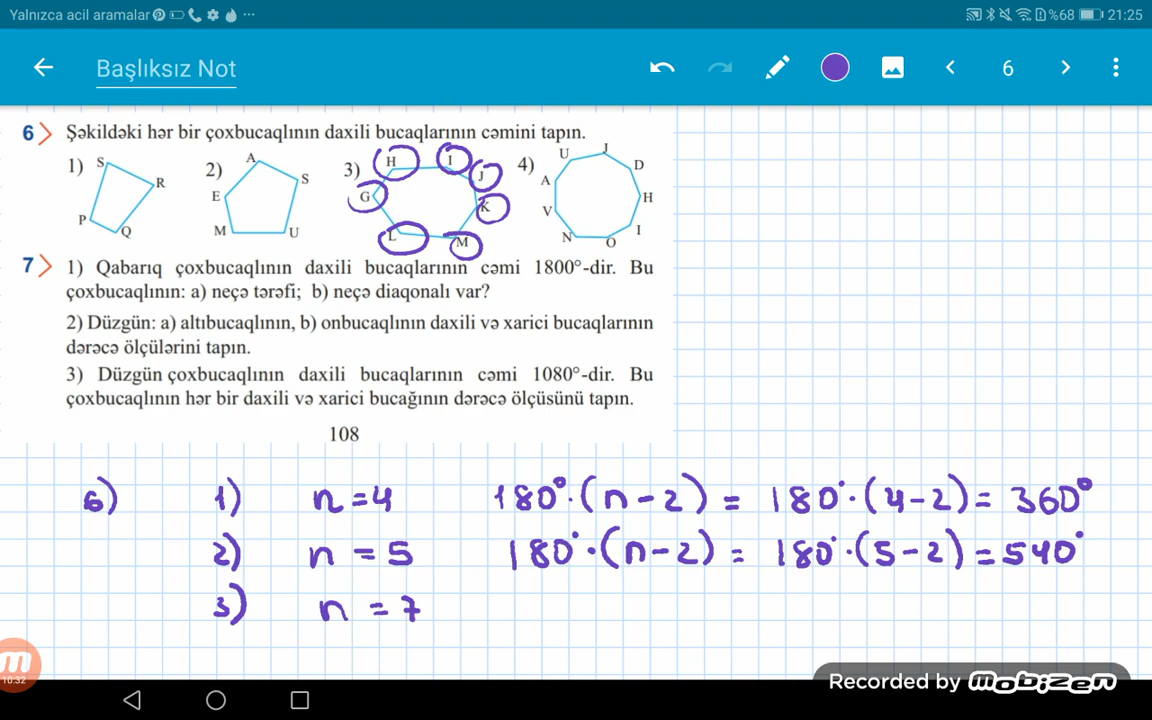 Yalnızca acil aramalar ... %68 21:25
Başlıksız Not 6
6 Şəkildəki hər bir çoxbucaqlının daxili bucaqlarının cəmini tapın.
1) S R P Q
2) A S E M U
3) H I J G K L M
4) U J D A H V I N O
7 1) Qabarıq çoxbucaqlının daxili bucaqlarının cəmi 1800°-dir. Bu
çoxbucaqlının: a) neçə tərəfi; b) neçə diaqonalı var?
2) Düzgün: a) altıbucaqlının, b) onbucaqlının daxili və xarici bucaqlarının
dərəcə ölçülərini tapın.
3) Düzgün çoxbucaqlının daxili bucaqlarının cəmi 1080°-dir. Bu
çoxbucaqlının hər bir daxili və xarici bucağının dərəcə ölçüsünü tapın.
108
6) 1) n=4 180°·(n-2)= 180°·(4-2)= 360°
2) n=5 180°·(n-2)= 180°·(5-2)=540°
3) n=7
10:32
Recorded by mobizen